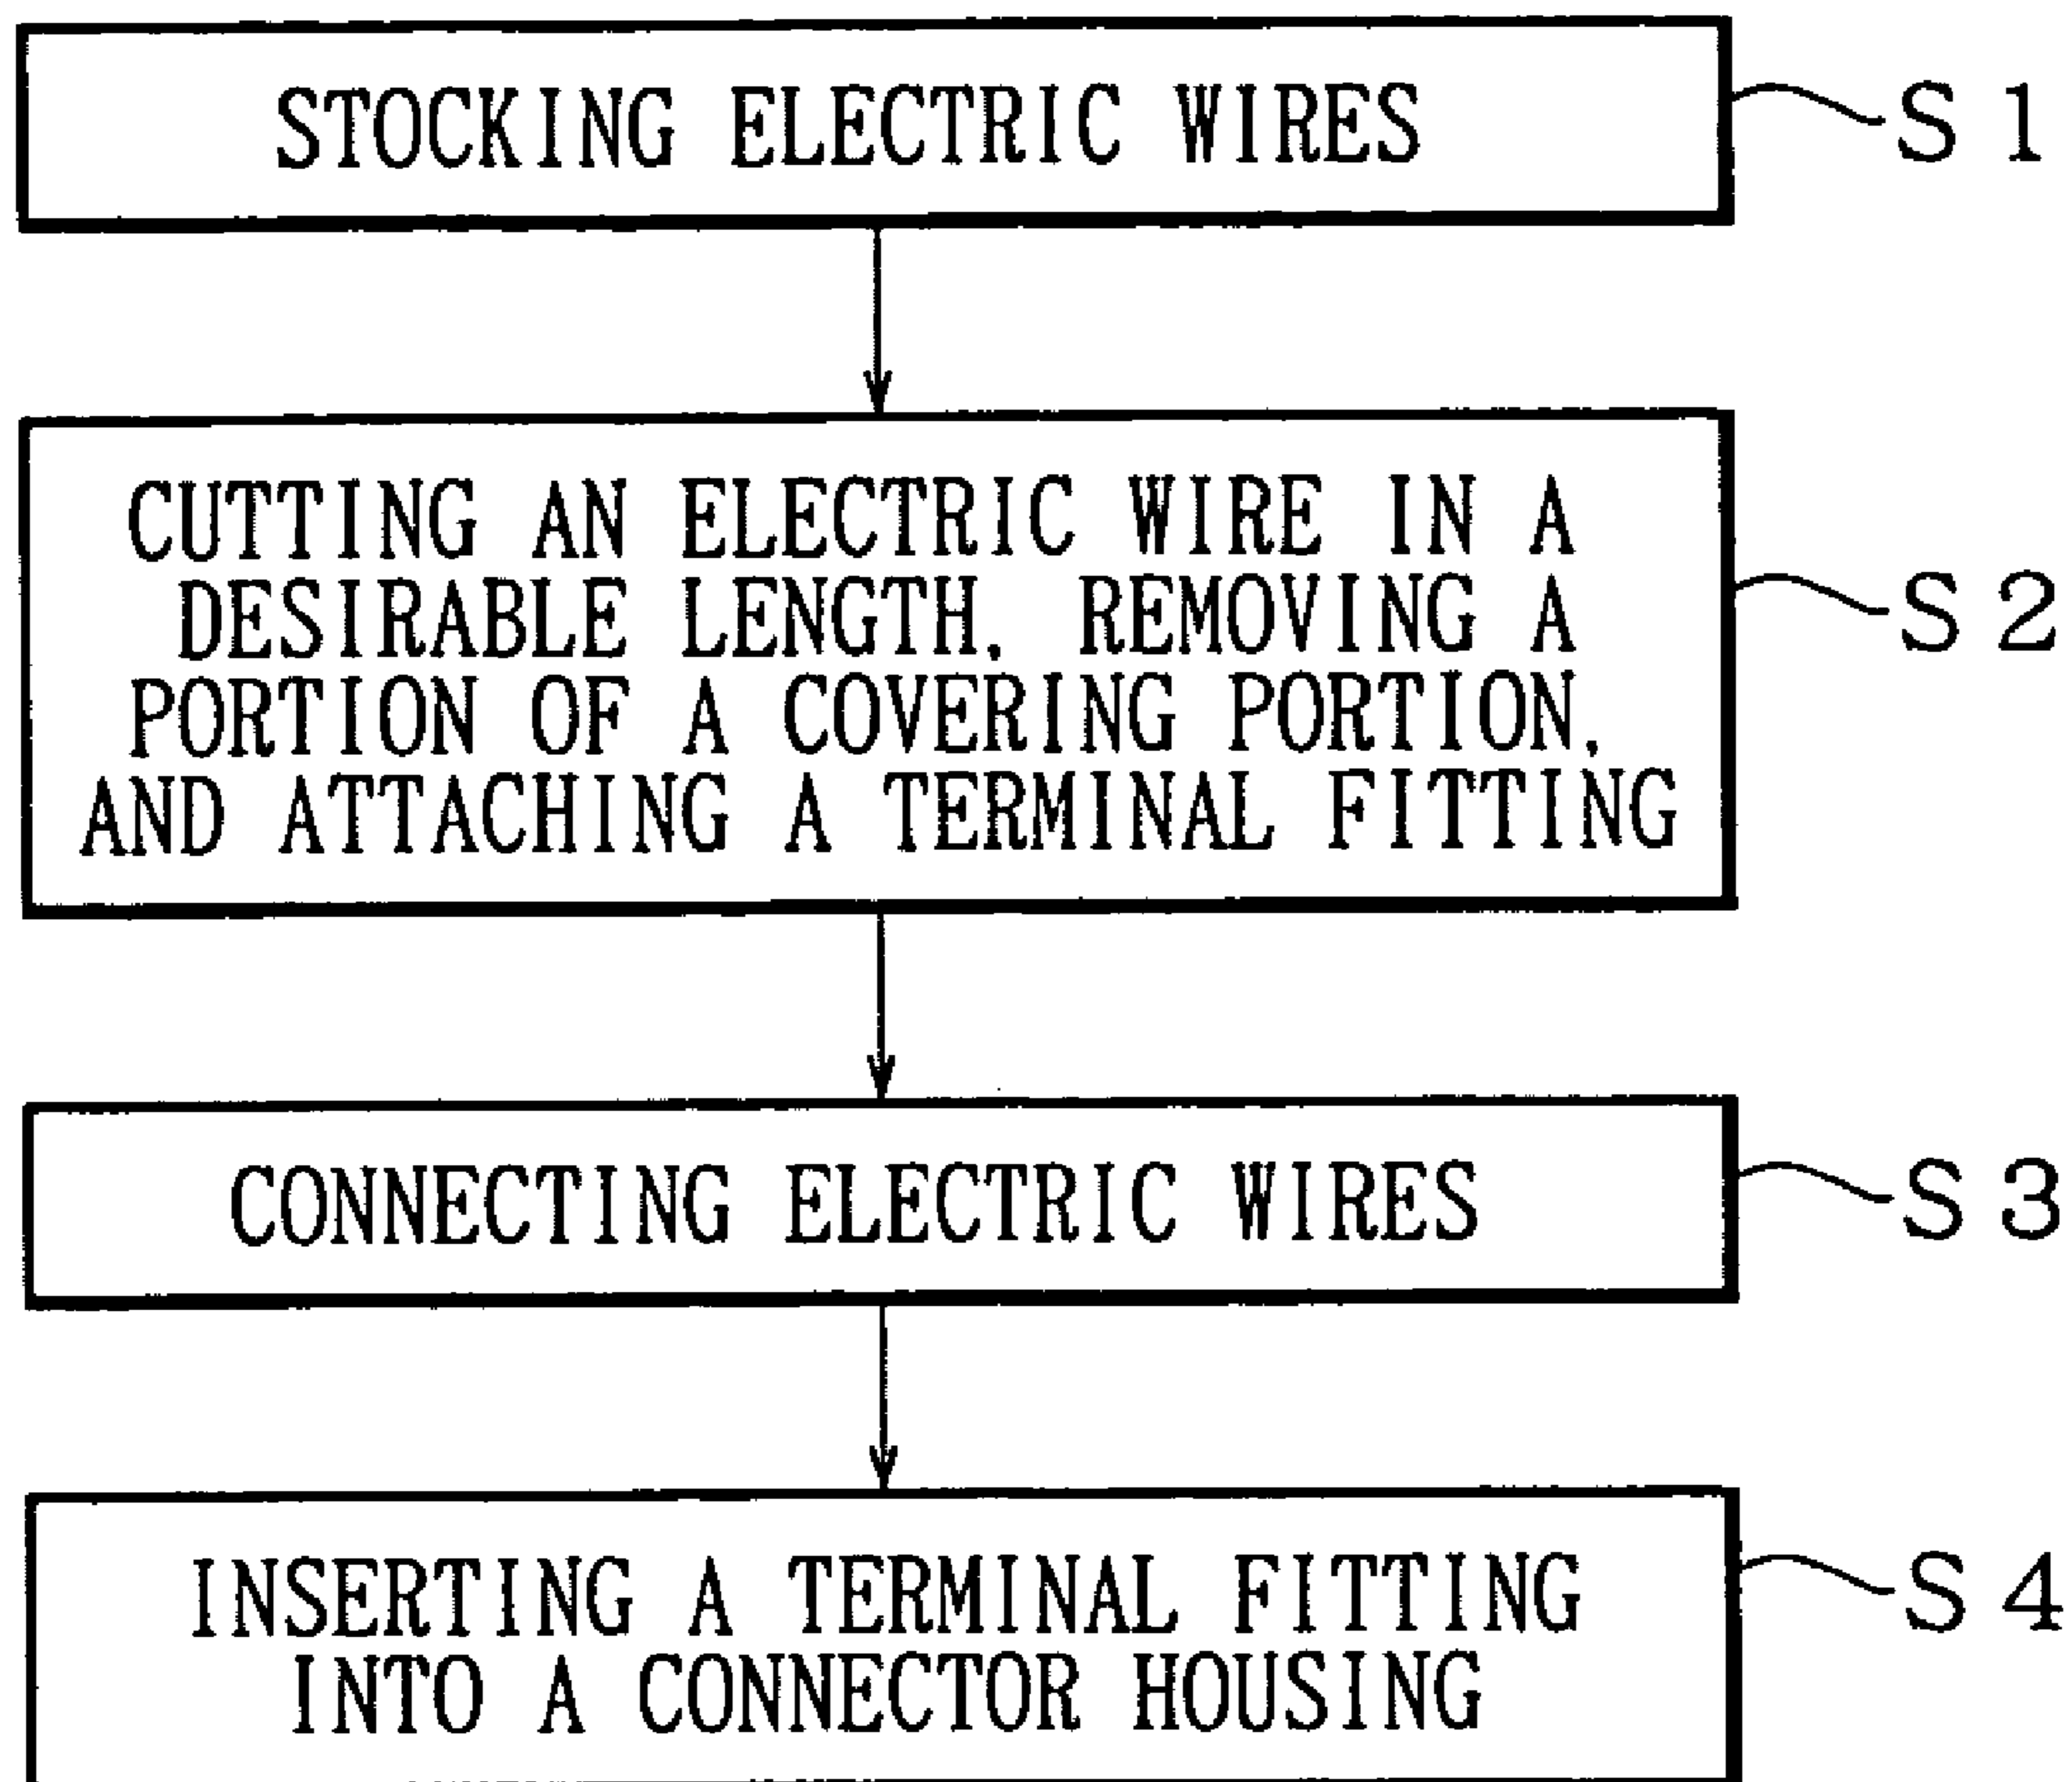 STOCKING ELECTRIC WIRES
S1
CUTTING AN ELECTRIC WIRE IN A
DESIRABLE LENGTH, REMOVING A
S2
PORTION OF A COVERING PORTION,
AND ATTACHING A TERMINAL FITTING
CONNECTING ELECTRIC WIRES
S3
INSERTING A TERMINAL FITTING
S4
INTO A CONNECTOR HOUSING